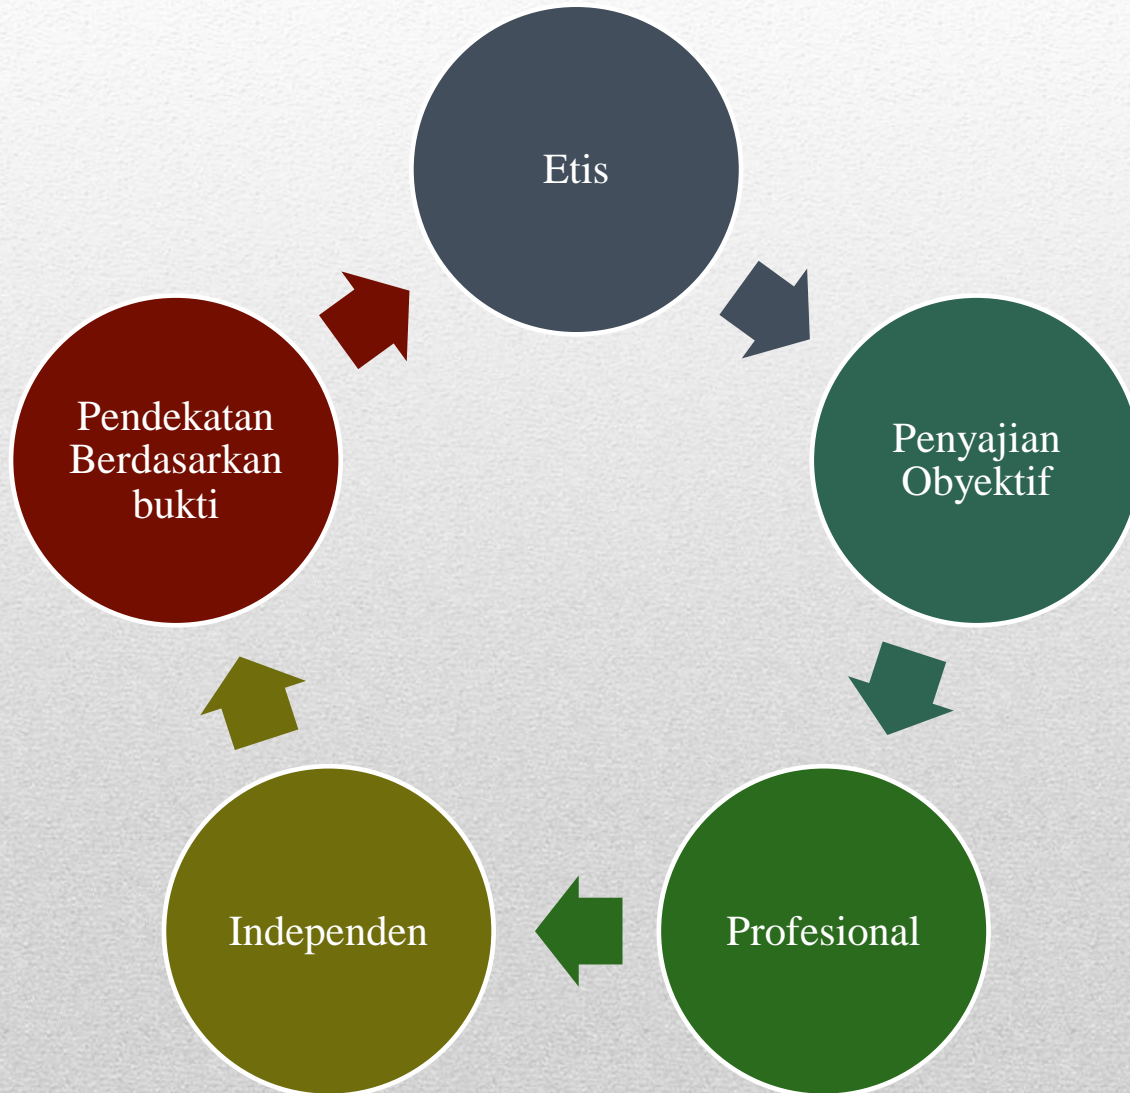 Etis
Penyajian
Obyektif
Profesional
Independen
Pendekatan
Berdasarkan
bukti